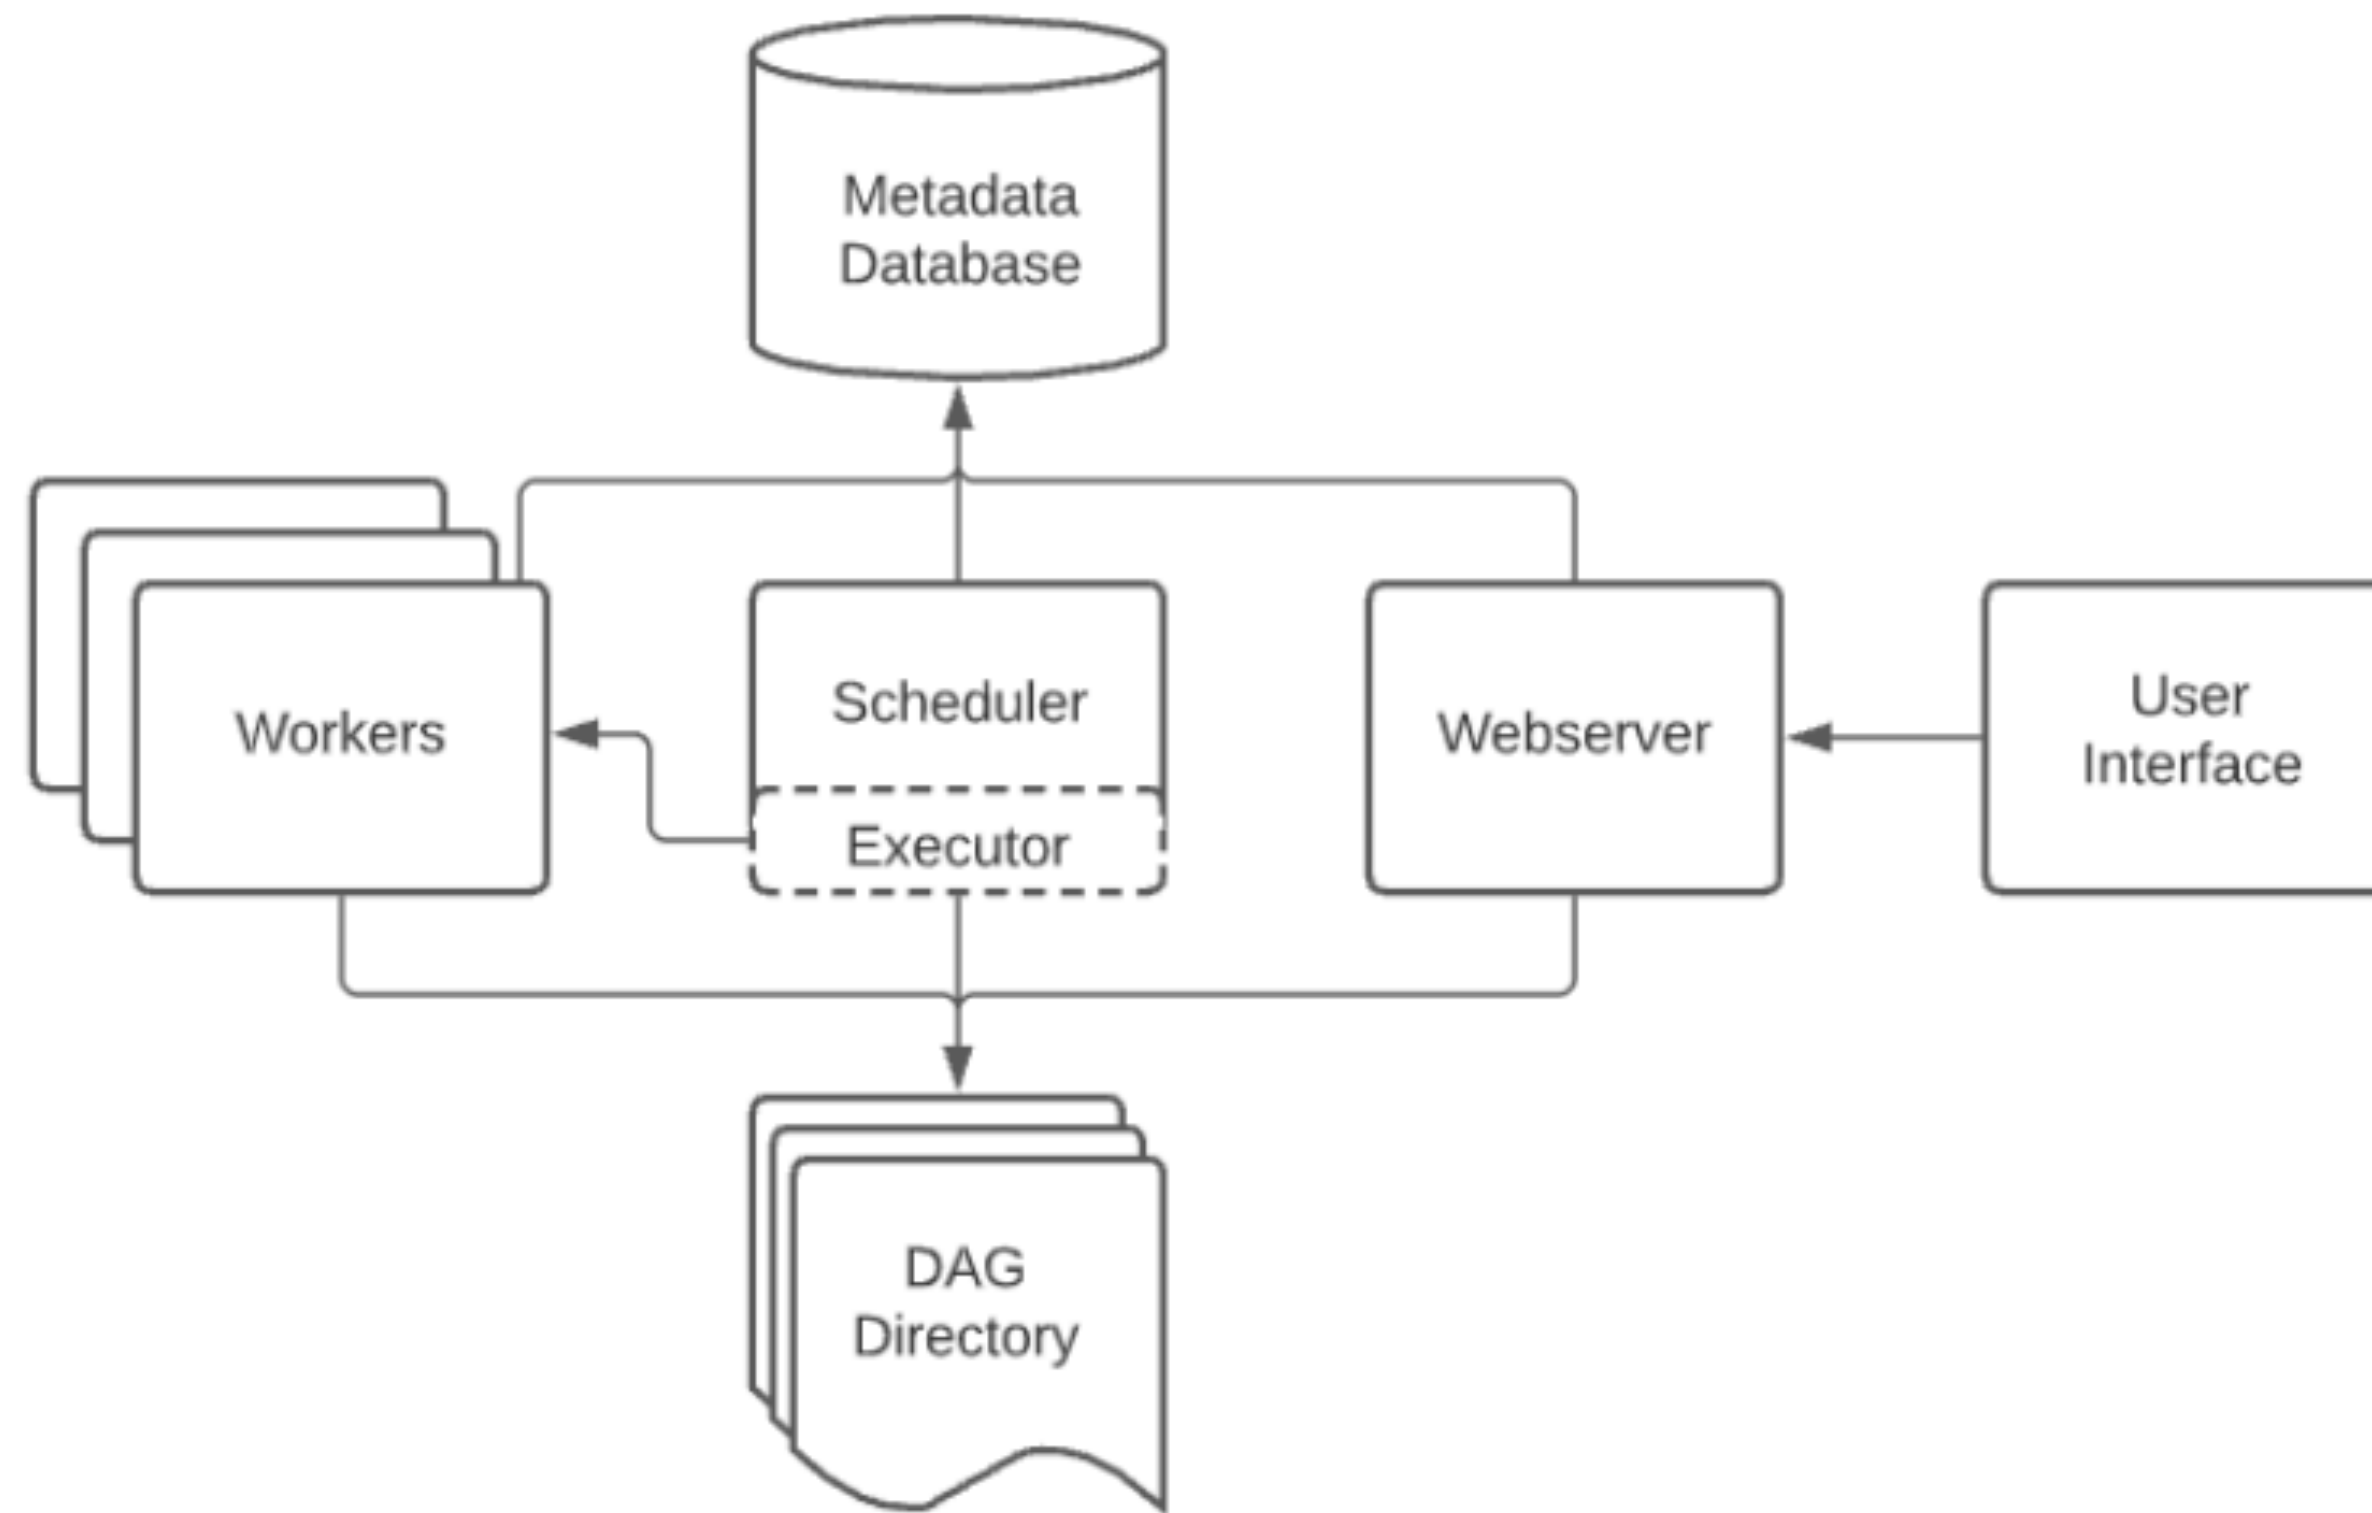 Metadata
Database
Workers
Scheduler
Executor
Webserver
User
Interface
DAG
Directory